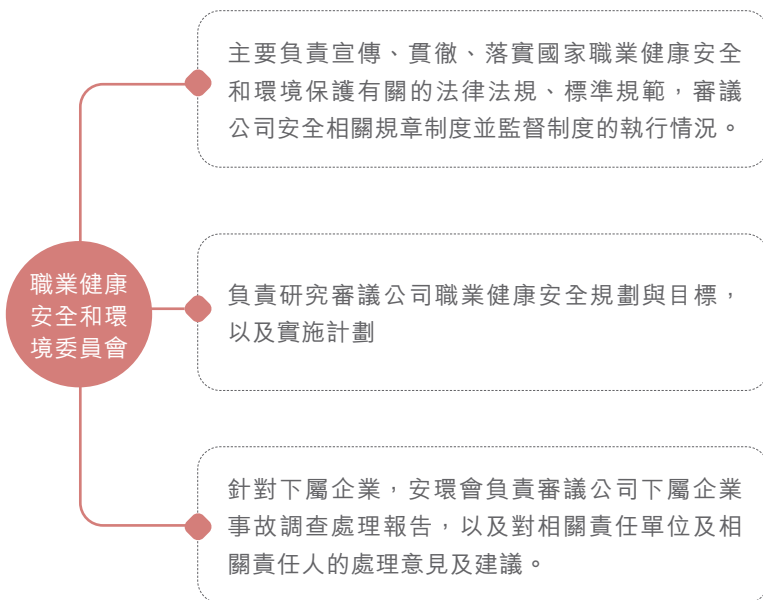 主要負責宣傳、貫徹、落實國家職業健康安全
和環境保護有關的法律法規、標準規範，審議
公司安全相關規章制度並監督制度的執行情況。
職業健康
安全和環
境委員會
負責研究審議公司職業健康安全規劃與目標，
以及實施計劃
針對下屬企業，安環會負責審議公司下屬企業
事故調查處理報告，以及對相關責任單位及相
關責任人的處理意見及建議。